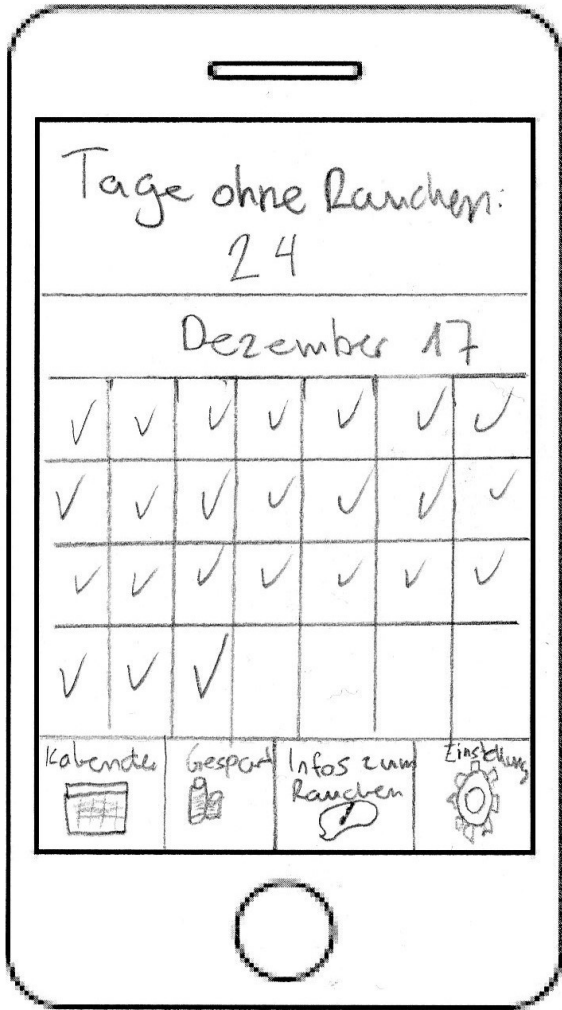 Tage ohne Rauchen:
24
Dezember 17
Kalender
Gespart
Infos zum
Rauchen
Einstellung